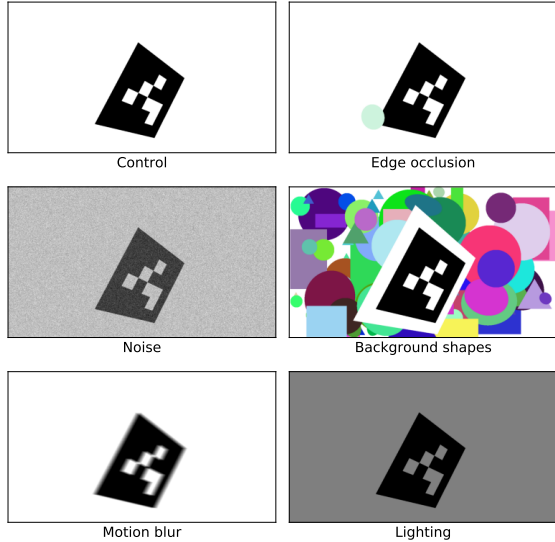 Control
Edge occlusion
Noise
Background shapes
Motion blur
Lighting